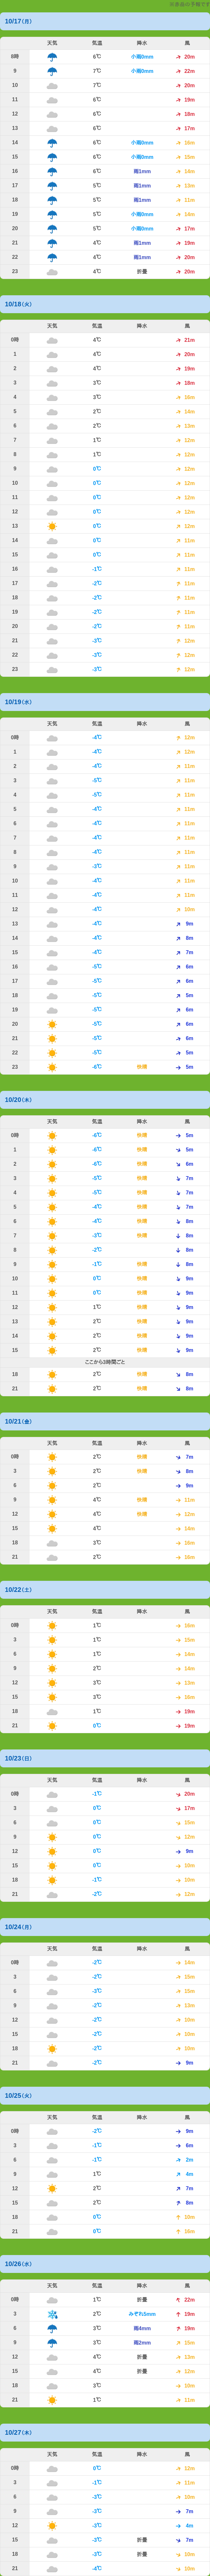 10/17(月)
天気 気温 降水 風
8時 6℃ 小雨0mm 20m
9 7℃ 小雨0mm 22m
10 7℃ 20m
11 6℃ 19m
12 6℃ 18m
13 6℃ 17m
14 6℃ 小雨0mm 16m
15 6℃ 小雨0mm 15m
16 6℃ 雨1mm 14m
17 5℃ 雨1mm 13m
18 5℃ 雨1mm 11m
19 5℃ 小雨0mm 14m
20 5℃ 小雨0mm 17m
21 4℃ 雨1mm 19m
22 4℃ 雨1mm 20m
23 4℃ 折畳 20m
10/18(火)
天気 気温 降水 風
0時 4℃ 21m
1 4℃ 20m
2 4℃ 19m
3 3℃ 18m
4 3℃ 16m
5 2℃ 14m
6 2℃ 13m
7 1℃ 12m
8 1℃ 12m
9 0℃ 12m
10 0℃ 12m
11 0℃ 12m
12 0℃ 12m
13 0℃ 12m
14 0℃ 11m
15 0℃ 11m
16 -1℃ 11m
17 -2℃ 11m
18 -2℃ 11m
19 -2℃ 11m
20 -2℃ 11m
21 -3℃ 12m
22 -3℃ 12m
23 -3℃ 12m
10/19(水)
天気 気温 降水 風
0時 -4℃ 12m
1 -4℃ 12m
2 -4℃ 11m
3 -5℃ 11m
4 -5℃ 11m
5 -4℃ 11m
6 -4℃ 11m
7 -4℃ 11m
8 -4℃ 11m
9 -3℃ 11m
10 -4℃ 11m
11 -4℃ 11m
12 -4℃ 10m
13 -4℃ 9m
14 -4℃ 8m
15 -4℃ 7m
16 -5℃ 6m
17 -5℃ 6m
18 -5℃ 5m
19 -5℃ 6m
20 -5℃ 6m
21 -5℃ 6m
22 -5℃ 5m
23 -6℃ 快晴 5m
10/20(木)
天気 気温 降水 風
0時 -6℃ 快晴 5m
1 -6℃ 快晴 5m
2 -6℃ 快晴 6m
3 -5℃ 快晴 7m
4 -5℃ 快晴 7m
5 -4℃ 快晴 7m
6 -4℃ 快晴 8m
7 -3℃ 快晴 8m
8 -2℃ 快晴 8m
9 -1℃ 快晴 8m
10 0℃ 快晴 9m
11 0℃ 快晴 9m
12 1℃ 快晴 9m
13 2℃ 快晴 9m
14 2℃ 快晴 9m
15 2℃ 快晴 9m
ここから3時間ごと
18 2℃ 快晴 8m
21 2℃ 快晴 8m
10/21(金)
天気 気温 降水 風
0時 2℃ 快晴 7m
3 2℃ 快晴 8m
6 2℃ 9m
9 4℃ 快晴 11m
12 4℃ 快晴 12m
15 4℃ 14m
18 3℃ 16m
21 2℃ 16m
10/22(土)
天気 気温 降水 風
0時 1℃ 16m
3 1℃ 15m
6 1℃ 14m
9 2℃ 14m
12 3℃ 13m
15 3℃ 16m
18 1℃ 19m
21 0℃ 19m
10/23(日)
天気 気温 降水 風
0時 -1℃ 20m
3 0℃ 17m
6 0℃ 15m
9 0℃ 12m
12 0℃ 9m
15 0℃ 10m
18 -1℃ 10m
21 -2℃ 12m
10/24(月)
天気 気温 降水 風
0時 -2℃ 14m
3 -2℃ 15m
6 -3℃ 15m
9 -2℃ 13m
12 -2℃ 10m
15 -2℃ 10m
18 -2℃ 10m
21 -2℃ 9m
10/25(火)
天気 気温 降水 風
0時 -2℃ 9m
3 -1℃ 6m
6 -1℃ 2m
9 1℃ 4m
12 2℃ 7m
15 2℃ 8m
18 0℃ 10m
21 0℃ 16m
10/26(水)
天気 気温 降水 風
0時 1℃ 折畳 22m
3 2℃ みぞれ5mm 19m
6 3℃ 雨4mm 19m
9 3℃ 雨2mm 15m
12 4℃ 折畳 13m
15 4℃ 折畳 12m
18 3℃ 10m
21 1℃ 11m
10/27(木)
天気 気温 降水 風
0時 0℃ 12m
3 -1℃ 11m
6 -3℃ 10m
9 -3℃ 7m
12 -3℃ 4m
15 -3℃ 折畳 7m
18 -3℃ 折畳 10m
21 -4℃ 10m